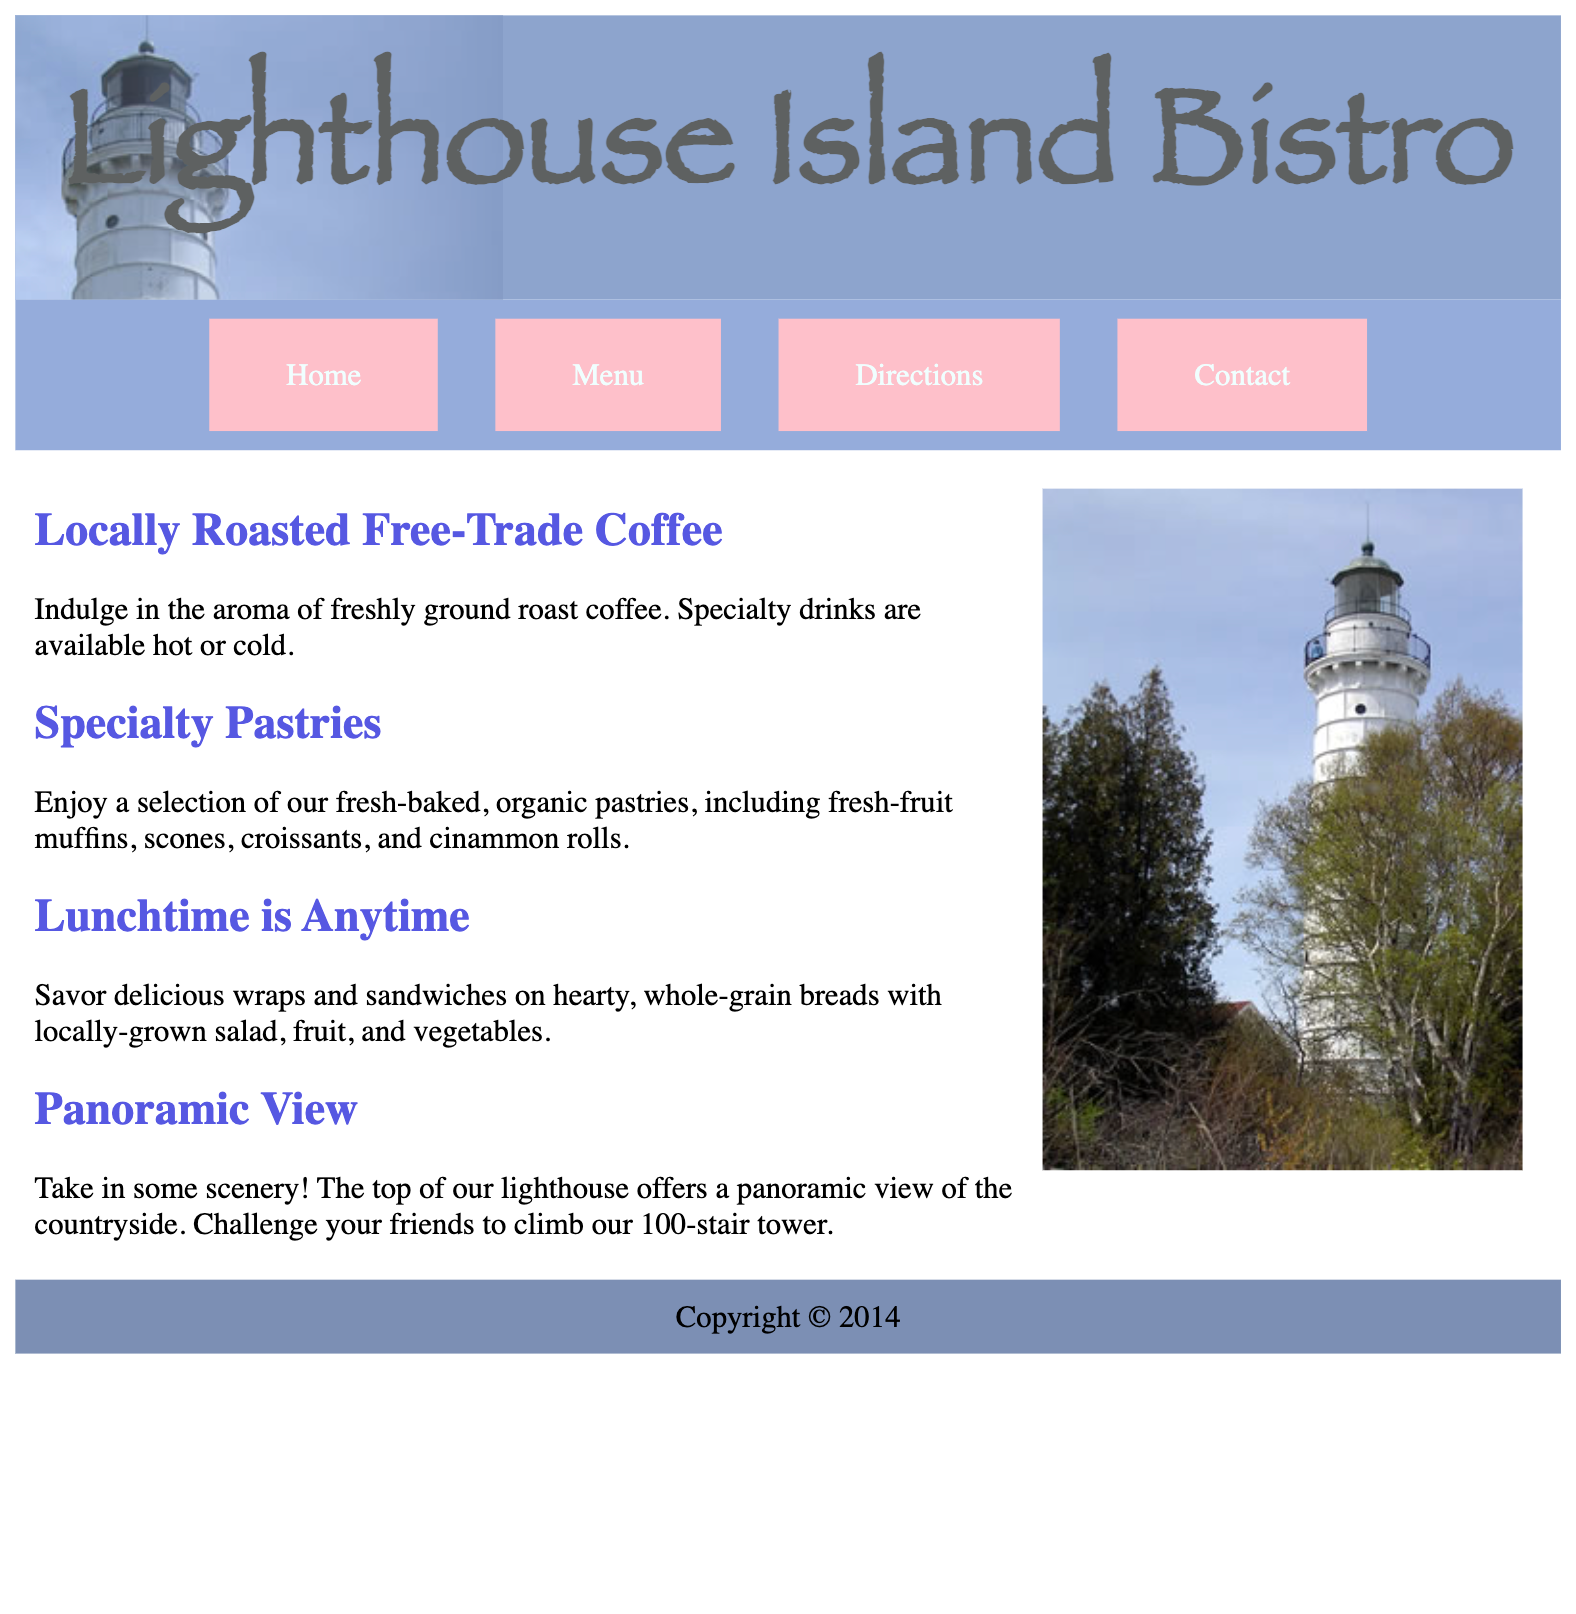 Lighthouse Island Bistro
Home Menu Directions Contact
Locally Roasted Free-Trade Coffee
Indulge in the aroma of freshly ground roast coffee. Specialty drinks are
available hot or cold.
Specialty Pastries
Enjoy a selection of our fresh-baked, organic pastries, including fresh-fruit
muffins, scones, croissants, and cinammon rolls.
Lunchtime is Anytime
Savor delicious wraps and sandwiches on hearty, whole-grain breads with
locally-grown salad, fruit, and vegetables.
Panoramic View
Take in some scenery! The top of our lighthouse offers a panoramic view of the
countryside. Challenge your friends to climb our 100-stair tower.
Copyright © 2014